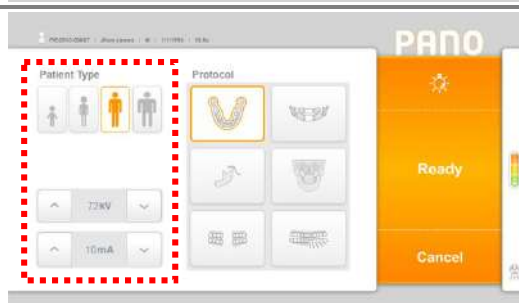 PANO
Patient Type
Protocol
72kV
10mA
Ready
Cancel